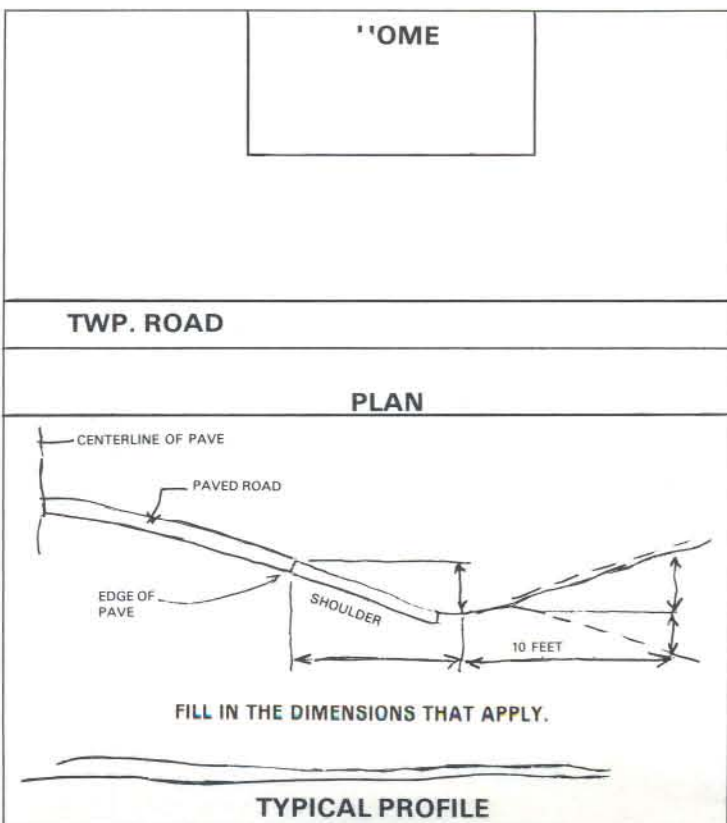 OME
TWP. ROAD
PLAN
CENTERLINE OF PAVE
PAVED ROAD
EDGE OF
PAVE
SHOULDER
10 FEET
FILL IN THE DIMENSIONS THAT APPLY.
TYPICAL PROFILE